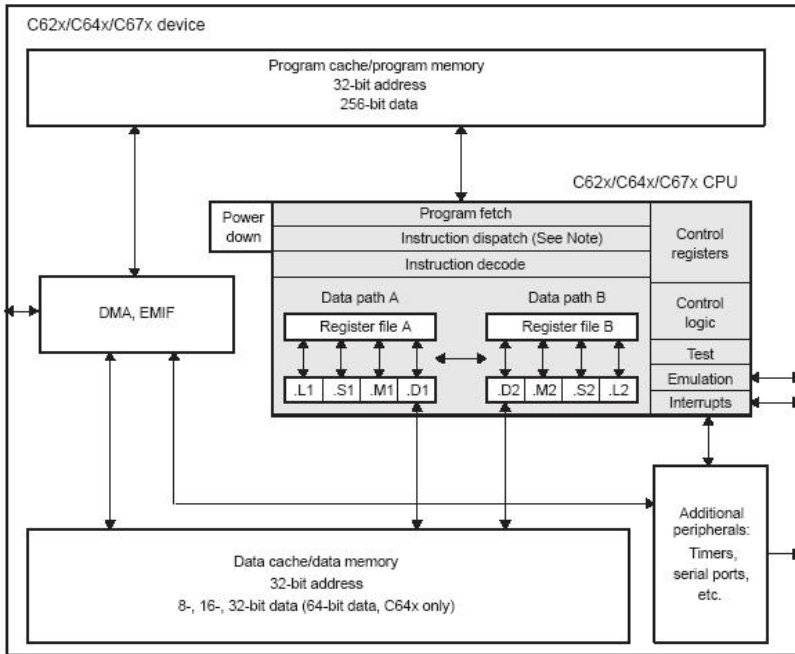 C62x/C64x/C67x device
Program cache/program memory
32-bit address
256-bit data
C62x/C64x/C67x CPU
Power
down
Program fetch
Instruction dispatch (See Note)
Instruction decode
Control
registers
DMA, EMIF
Data path A
Data path B
Register file A
Register file B
.L1 .S1 .M1 .D1
.D2 .M2 .S2 .L2
Control
logic
Test
Emulation
Interrupts
Data cache/data memory
32-bit address
8-, 16-, 32-bit data (64-bit data, C64x only)
Additional
peripherals:
Timers,
serial ports,
etc.